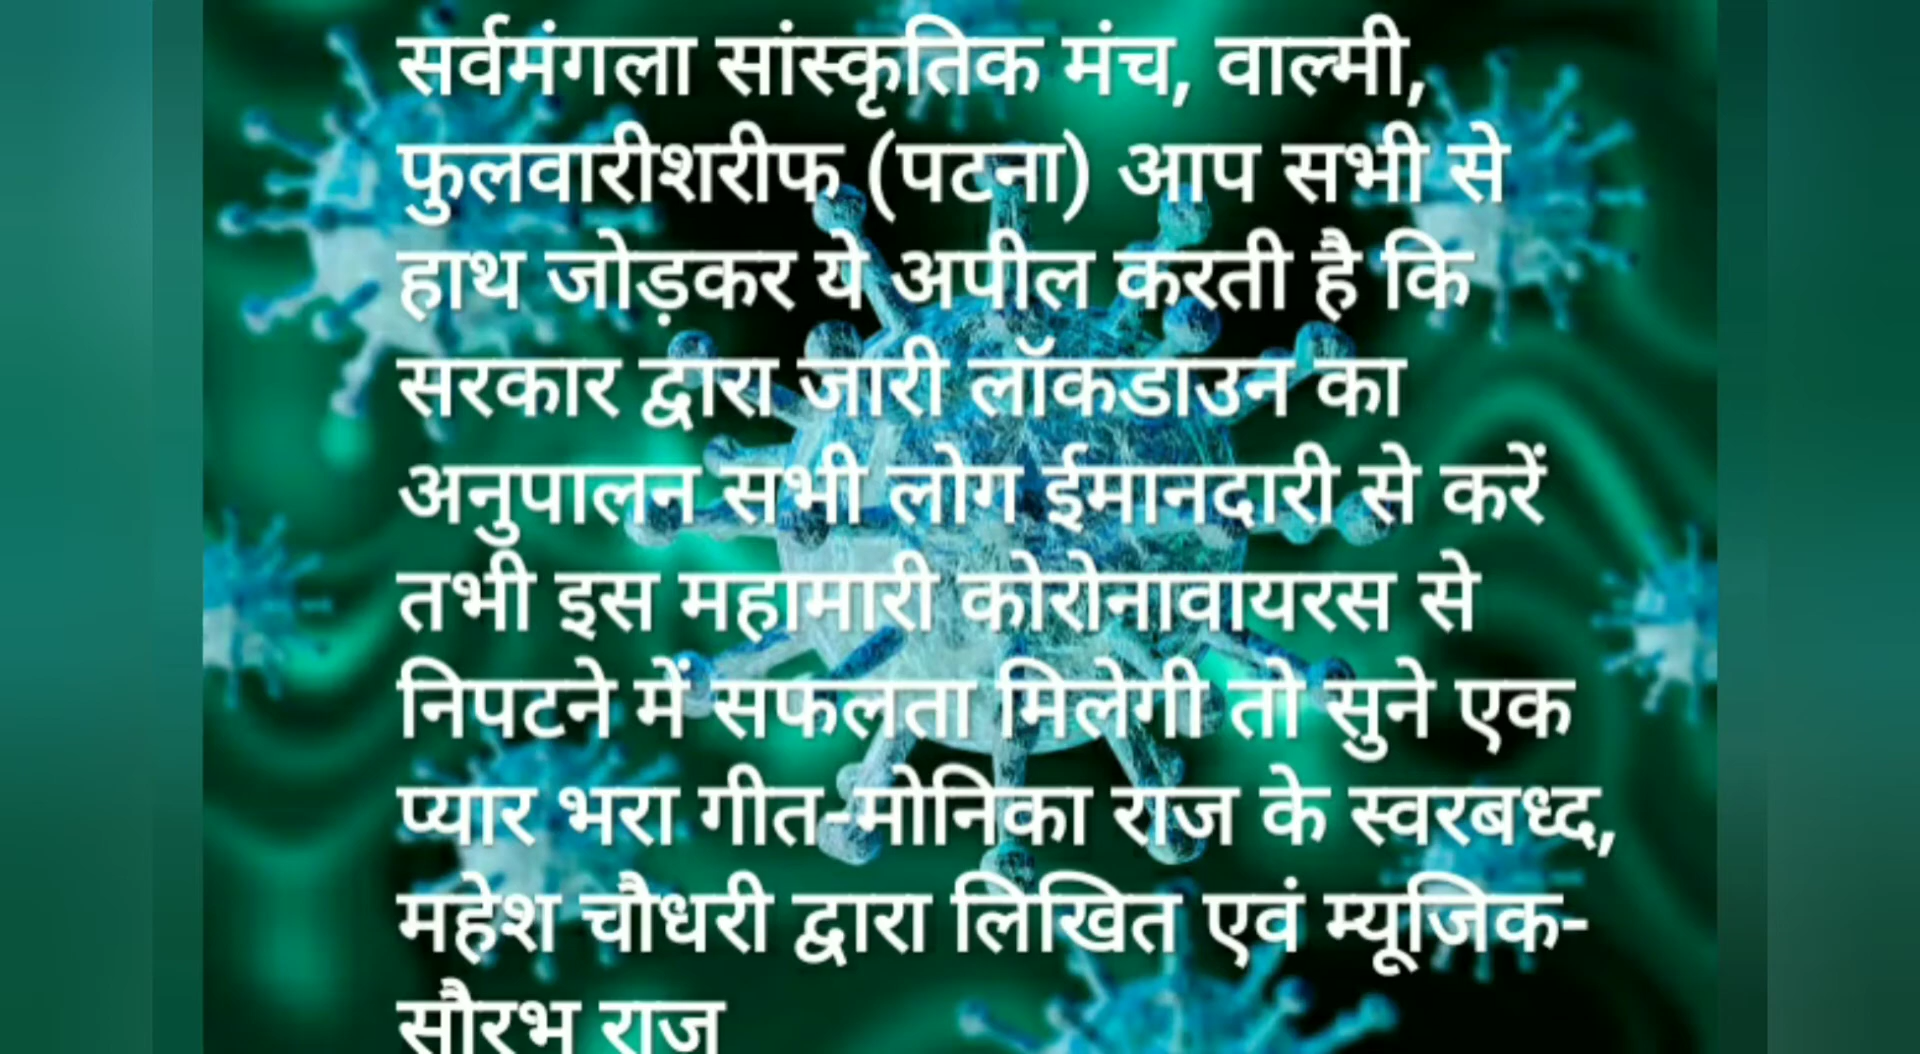 सर्वमंगला सांस्कृतिक मंच, वाल्मी,
फुलवारीशरीफ (पटना) आप सभी से
हाथ जोड़कर ये अपील करती है कि
सरकार द्वारा जारी लॉकडाउन का
अनुपालन सभी लोग ईमानदारी से करें
तभी इस महामारी कोरोनावायरस से
निपटने में सफलता मिलेगी तो सुने एक
प्यार भरा गीत-मोनिका राज के स्वरबध्द,
महेश चौधरी द्वारा लिखित एवं म्यूजिक-
सौरभ राज